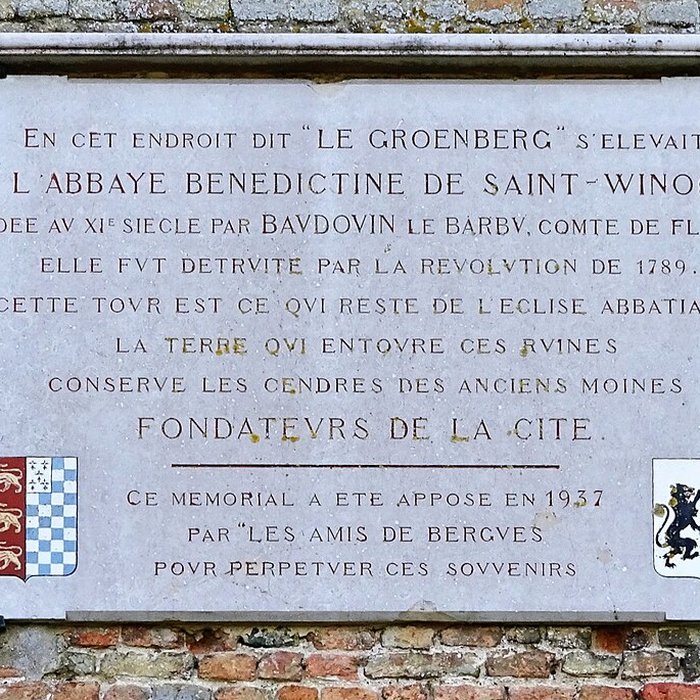 EN CET ENDROIT DIT "LE GROENBERG" S'ELEVAIT
L'ABBAYE BENEDICTINE DE SAINT-WINO
DEE AV XIE SIECLE PAR BAVDOVIN LE BARBV, COMTE DE FL
ELLE FVT DETRVITE PAR LA REVOLVTION DE 1789.
CETTE TOVR EST CE QVI RESTE DE L'EGLISE ABBATIA
LA TERRE QVI ENTOVRE CES RVINES
CONSERVE LES CENDRES DES ANCIENS MOINES
FONDATEVRS DE LA CITE.
CE MEMORIAL A ETE APPOSE EN 1937
PAR "LES AMIS DE BERGVES
POVR PERPETVER CES SOVVENIRS